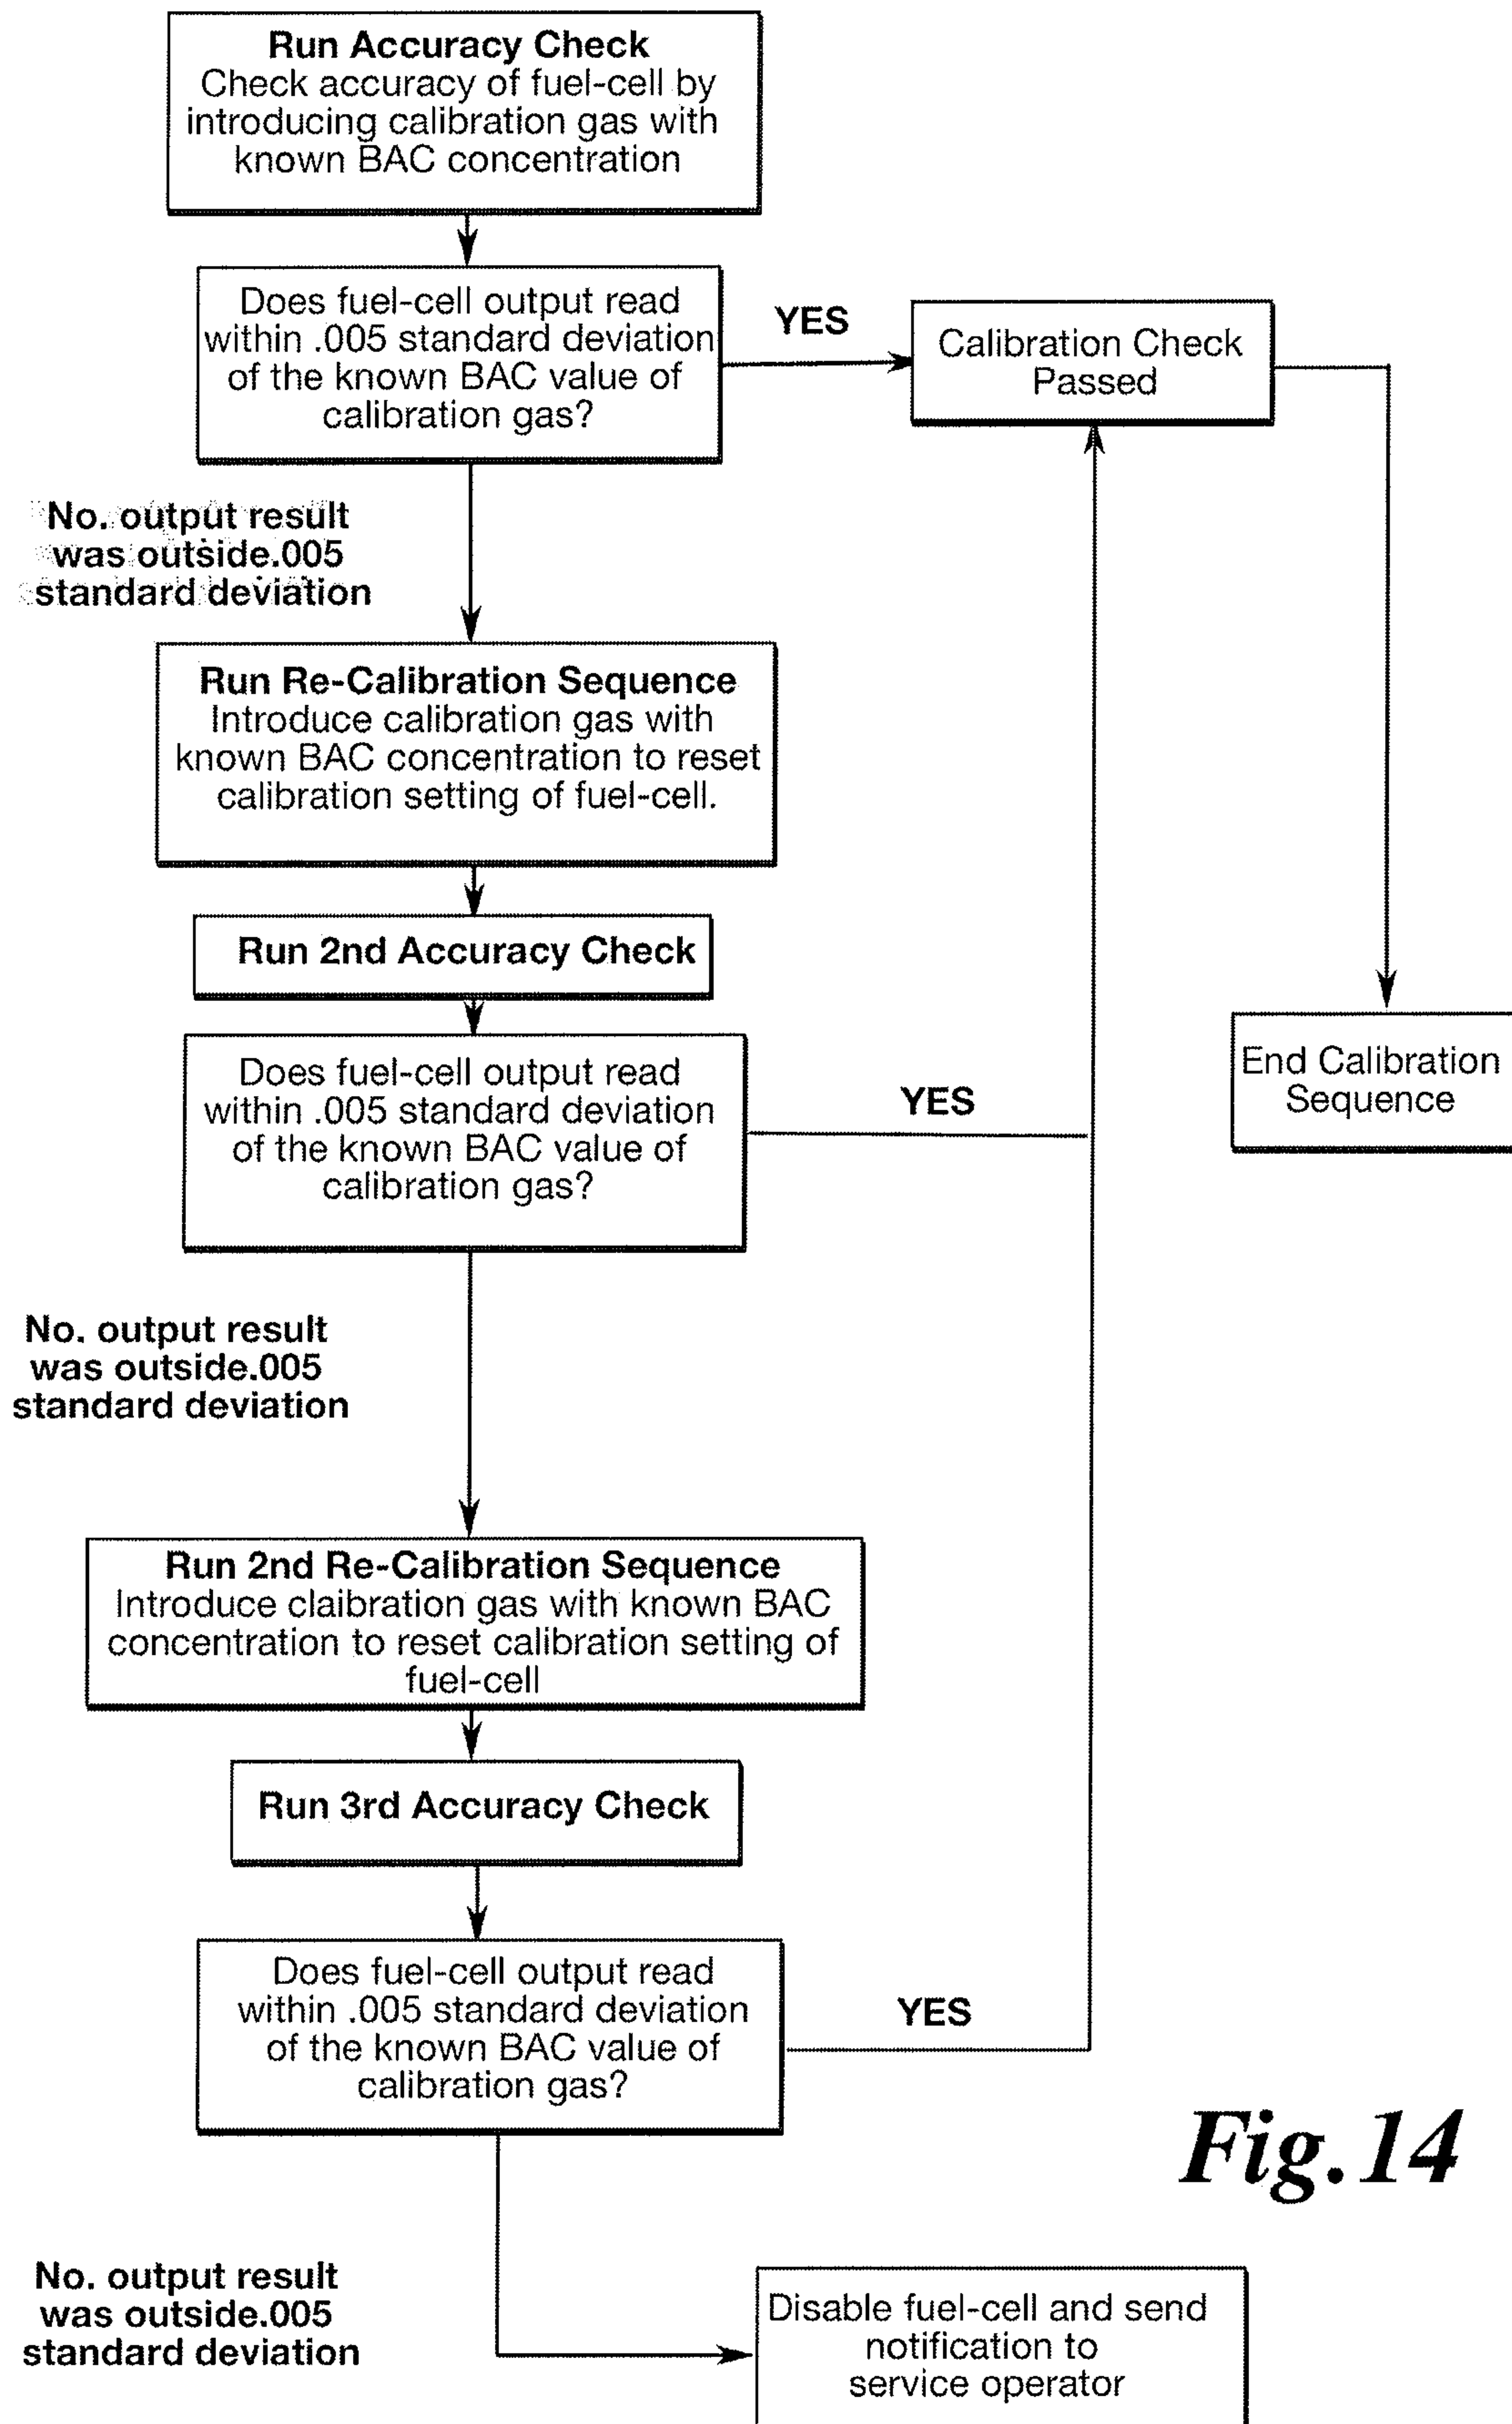 Run Accuracy Check
Check accuracy of fuel-cell by
introducing calibration gas with
known BAC concentration
Does fuel-cell output read
within .005 standard deviation
of the known BAC value of
calibration gas?
YES
Calibration Check
Passed
No. output result
was outside.005
standard deviation
Run Re-Calibration Sequence
Introduce calibration gas with
known BAC concentration to reset
calibration setting of fuel-cell.
Run 2nd Accuracy Check
Does fuel-cell output read
within .005 standard deviation
of the known BAC value of
calibration gas?
YES
End Calibration
Sequence
No. output result
was outside.005
standard deviation
Run 2nd Re-Calibration Sequence
Introduce claibration gas with known BAC
concentration to reset calibration setting of
fuel-cell
Run 3rd Accuracy Check
Does fuel-cell output read
within .005 standard deviation
of the known BAC value of
calibration gas?
YES
Fig.14
No. output result
was outside.005
standard deviation
Disable fuel-cell and send
notification to
service operator